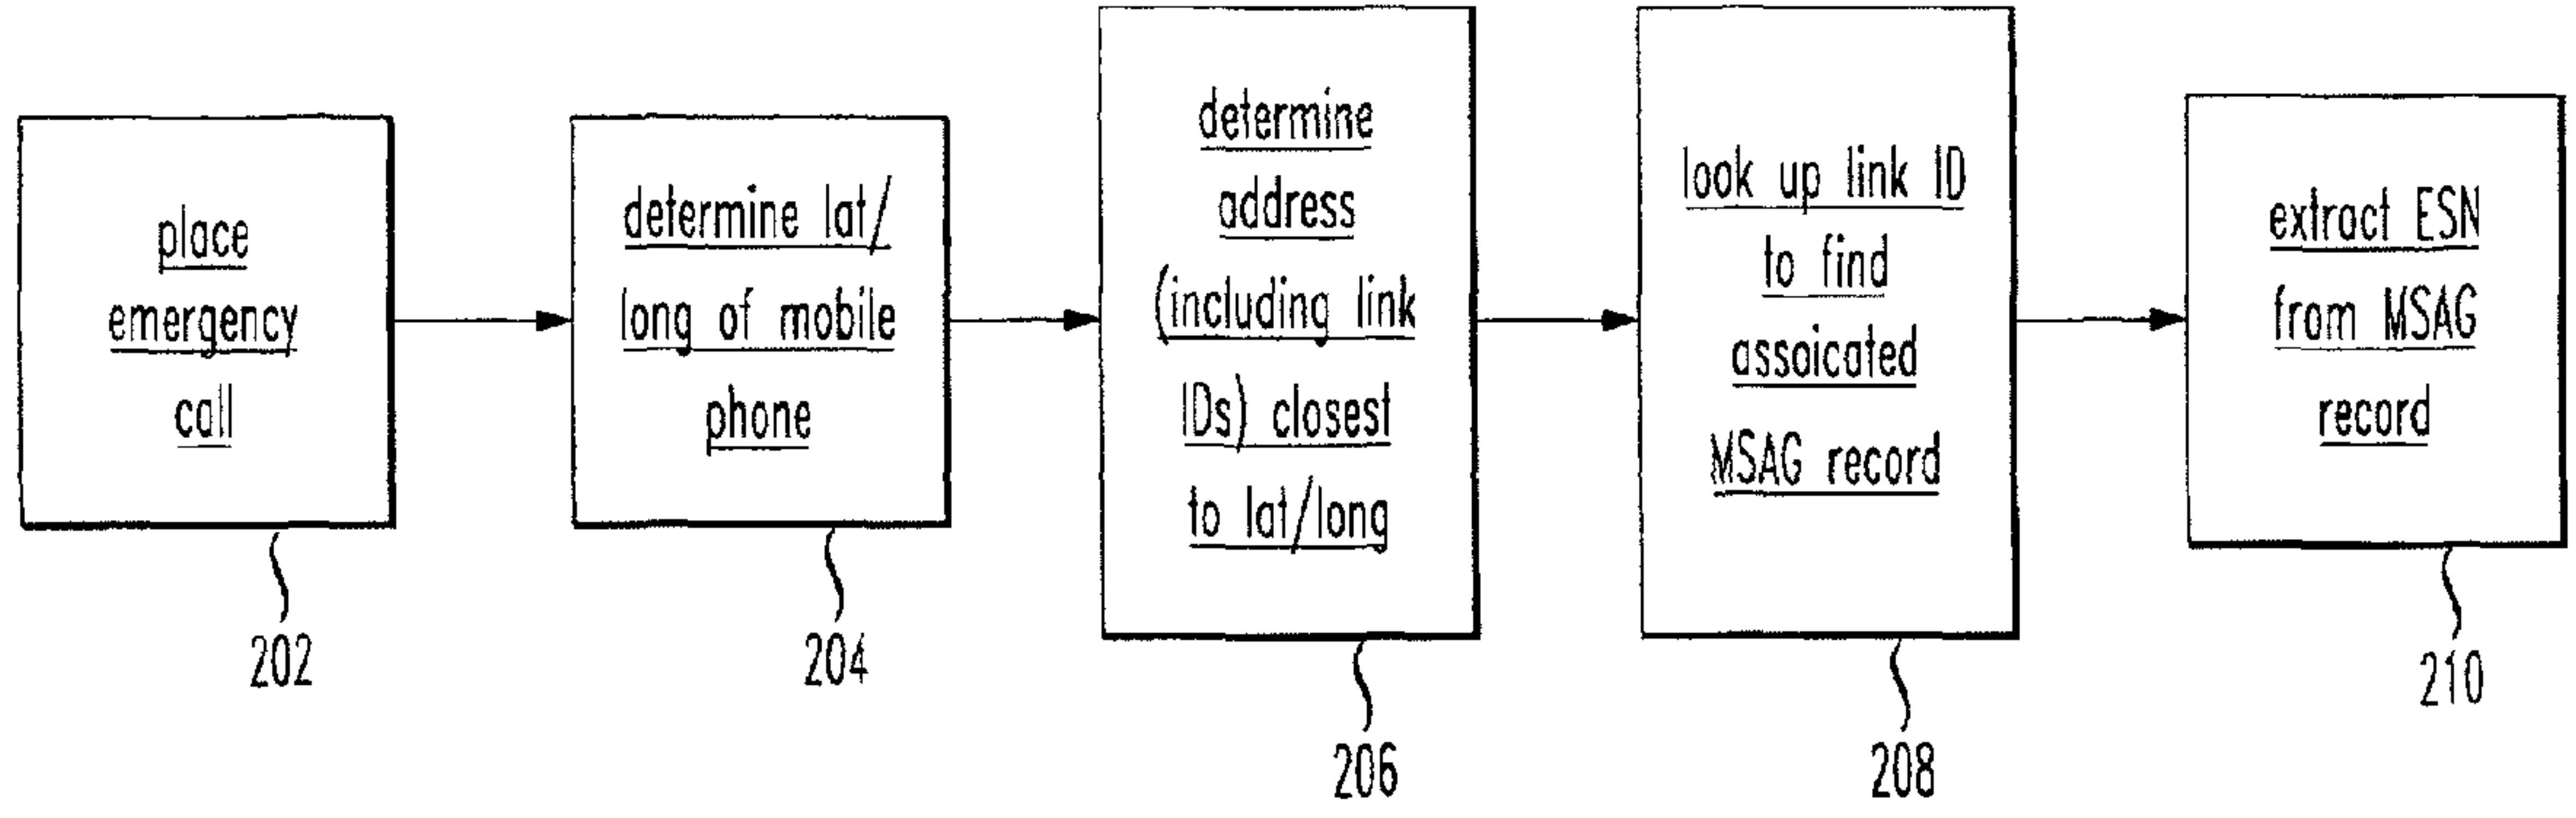 place
emergency
call
202
determine lat/
long of mobile
phone
204
determine
address
(including link
IDs) closest
to lat/long
206
look up link ID
to find
assoicated
MSAG record
208
extract ESN
from MSAG
record
210